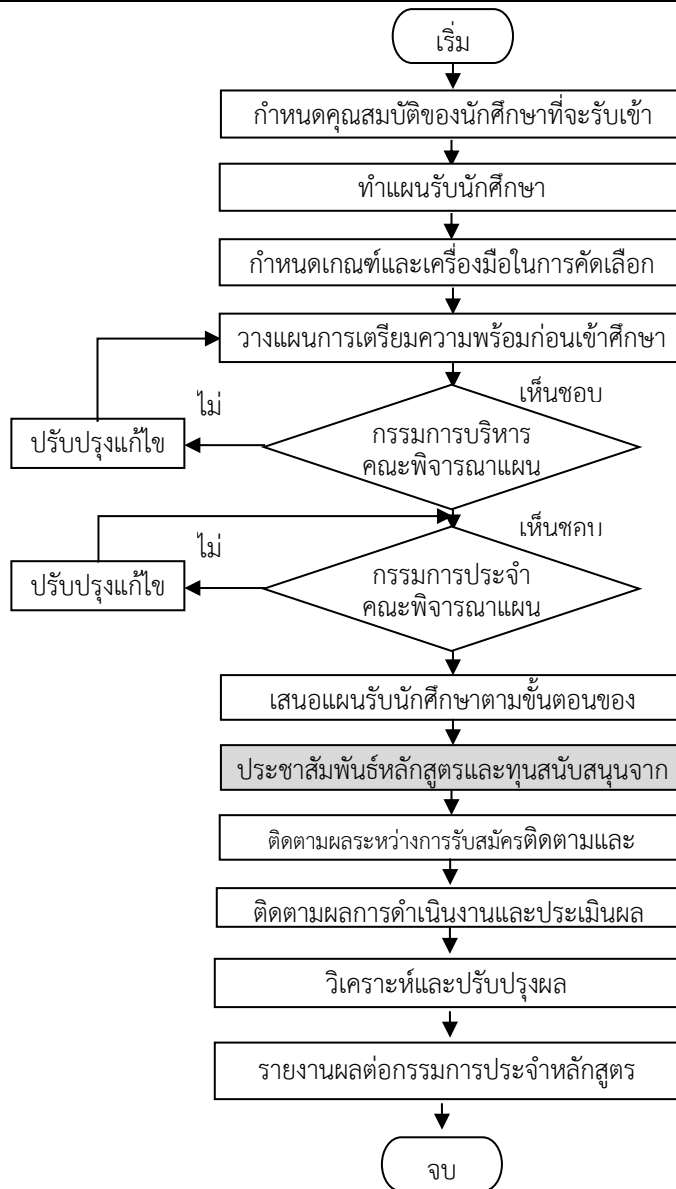 เริ่ม
กำหนดคุณสมบัติของนักศึกษาที่จะรับเข้า
ทำแผนรับนักศึกษา
กำหนดเกณฑ์และเครื่องมือในการคัดเลือก
วางแผนการเตรียมความพร้อมก่อนเข้าศึกษา
เห็นชอบ
ไม่
กรรมการบริหาร
คณะพิจารณาแผน
ปรับปรุงแก้ไข
เห็นชอบ
ไม่
กรรมการประจำ
คณะพิจารณาแผน
ปรับปรุงแก้ไข
เสนอแผนรับนักศึกษาตามขั้นตอนของ
ประชาสัมพันธ์หลักสูตรและทุนสนับสนุนจาก
ติดตามผลระหว่างการรับสมัครติดตามและ
ติดตามผลการดำเนินงานและประเมินผล
วิเคราะห์และปรับปรุงผล
รายงานผลต่อกรรมการประจำหลักสูตร
จบ